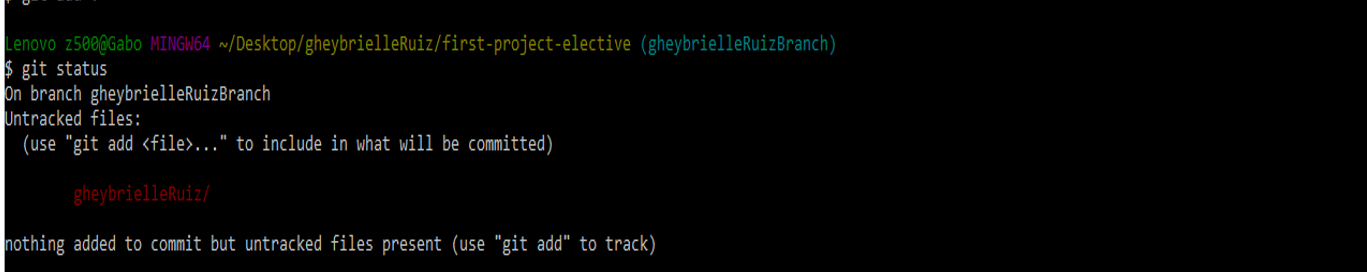 Lenovo z500@Gabo MINGW64 ~/Desktop/gheybrielleRuiz/first-project-elective (gheybrielleRuizBranch)
$ git status
On branch gheybrielleRuizBranch
Untracked files:
  (use "git add <file>..." to include in what will be committed)
        gheybrielleRuiz/
nothing added to commit but untracked files present (use "git add" to track)